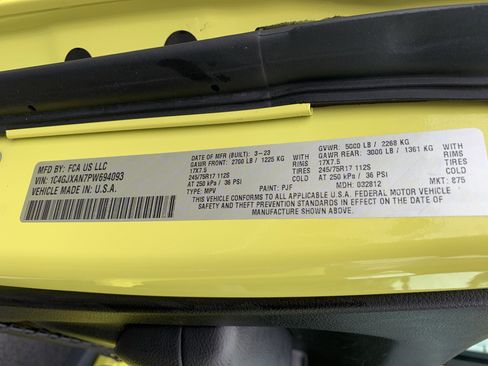 MFD BY: FCA US LLC
VIN: 1C4GJXAN7PW694093
VEHICLE MADE IN: U.S.A.
DATE OF MFR (BUILT): 3-23
GAWR FRONT: 2700 LB / 1225 KG
17X7.5 WITH RIMS
245/75R17 112S TIRES
AT 250 kPa / 36 PSI COLD
TYPE: MPV
PAINT: PJF
GVWR: 5000 LB / 2268 KG
GAWR REAR: 3000 LB / 1361 KG
WITH 17X7.5
RIMS 245/75R17 112S
TIRES AT 250 kPa / 36 PSI
COLD
MDH: 032812
MKT: 875
THIS VEHICLE CONFORMS TO ALL APPLICABLE U.S.A. FEDERAL MOTOR VEHICLE
SAFETY AND THEFT PREVENTION STANDARDS IN EFFECT ON THE DATE OF
MANUFACTURE SHOWN ABOVE.